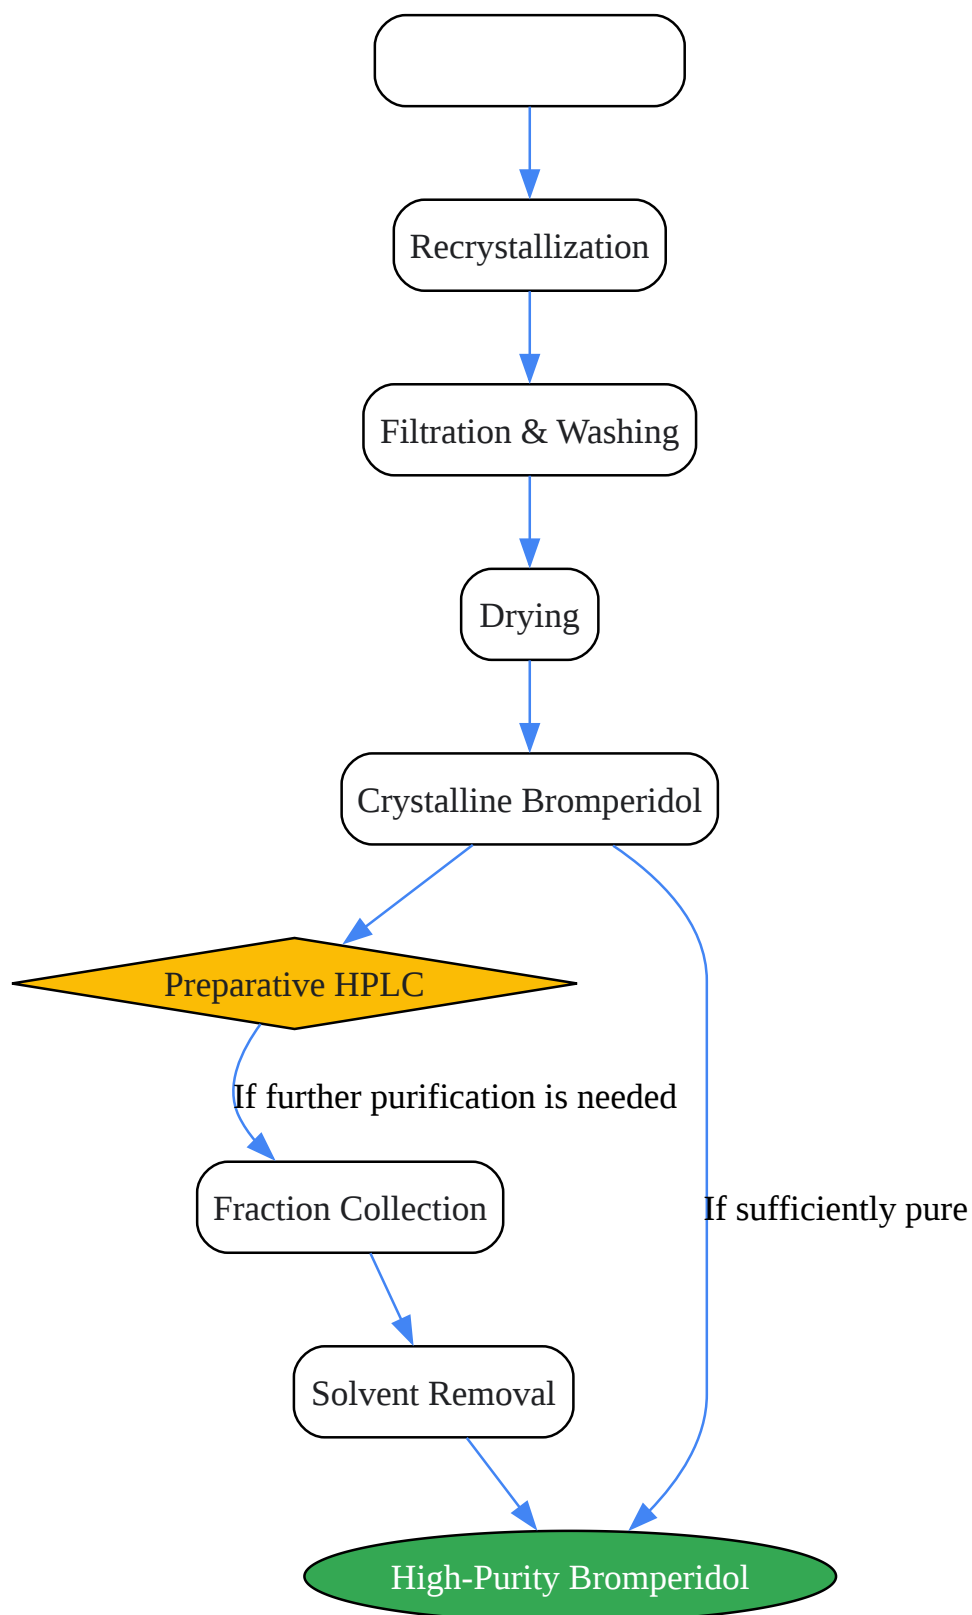 Recrystallization
Filtration & Washing
Drying
Crystalline Bromperidol
Preparative HPLC
If further purification is needed
Fraction Collection
If sufficiently pure
Solvent Removal
High-Purity Bromperidol